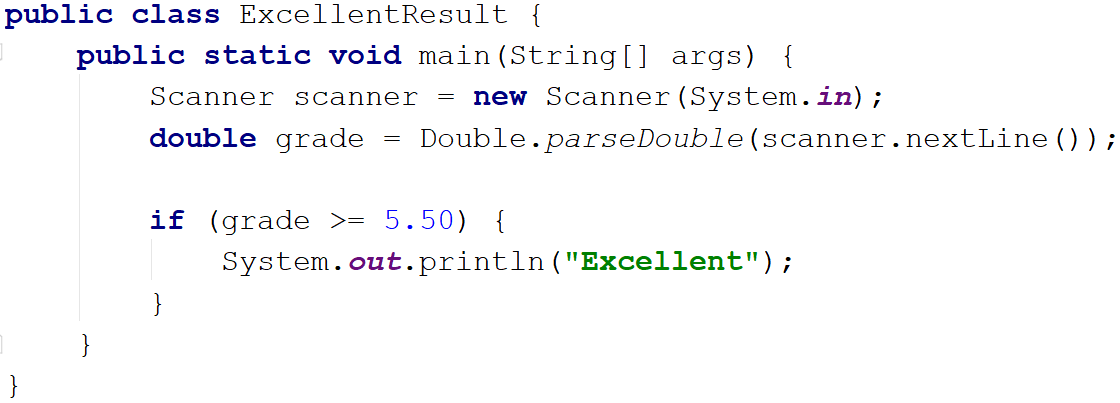 public class ExcellentResult {
    public static void main(String[] args) {
        Scanner scanner = new Scanner(System.in);
        double grade = Double.parseDouble(scanner.nextLine());

        if (grade >= 5.50) {
            System.out.println("Excellent");
        }
    }
}